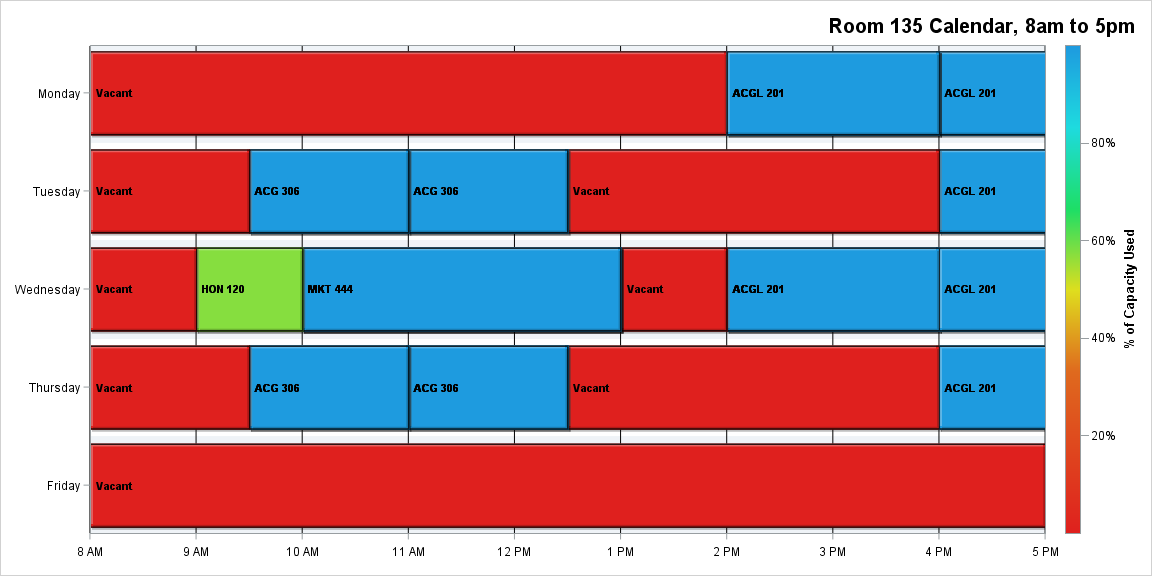 Room 135 Calendar, 8am to 5pm
Monday
Vacant
ACGL 201
ACGL 201
Tuesday
Vacant
ACG 306
ACG 306
Vacant
ACGL 201
Wednesday
Vacant
HON 120
MKT 444
Vacant
ACGL 201
ACGL 201
Thursday
Vacant
ACG 306
ACG 306
Vacant
ACGL 201
Friday
Vacant
8 AM
9 AM
10 AM
11 AM
12 PM
1 PM
2 PM
3 PM
4 PM
5 PM
80%
60%
40%
20%
% of Capacity Used